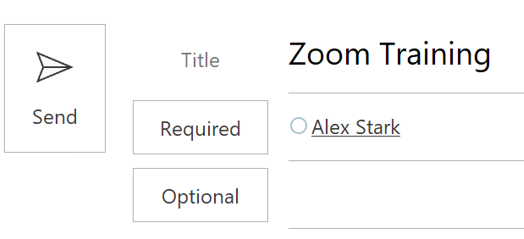 Title Zoom Training
Send
Required Alex Stark
Optional